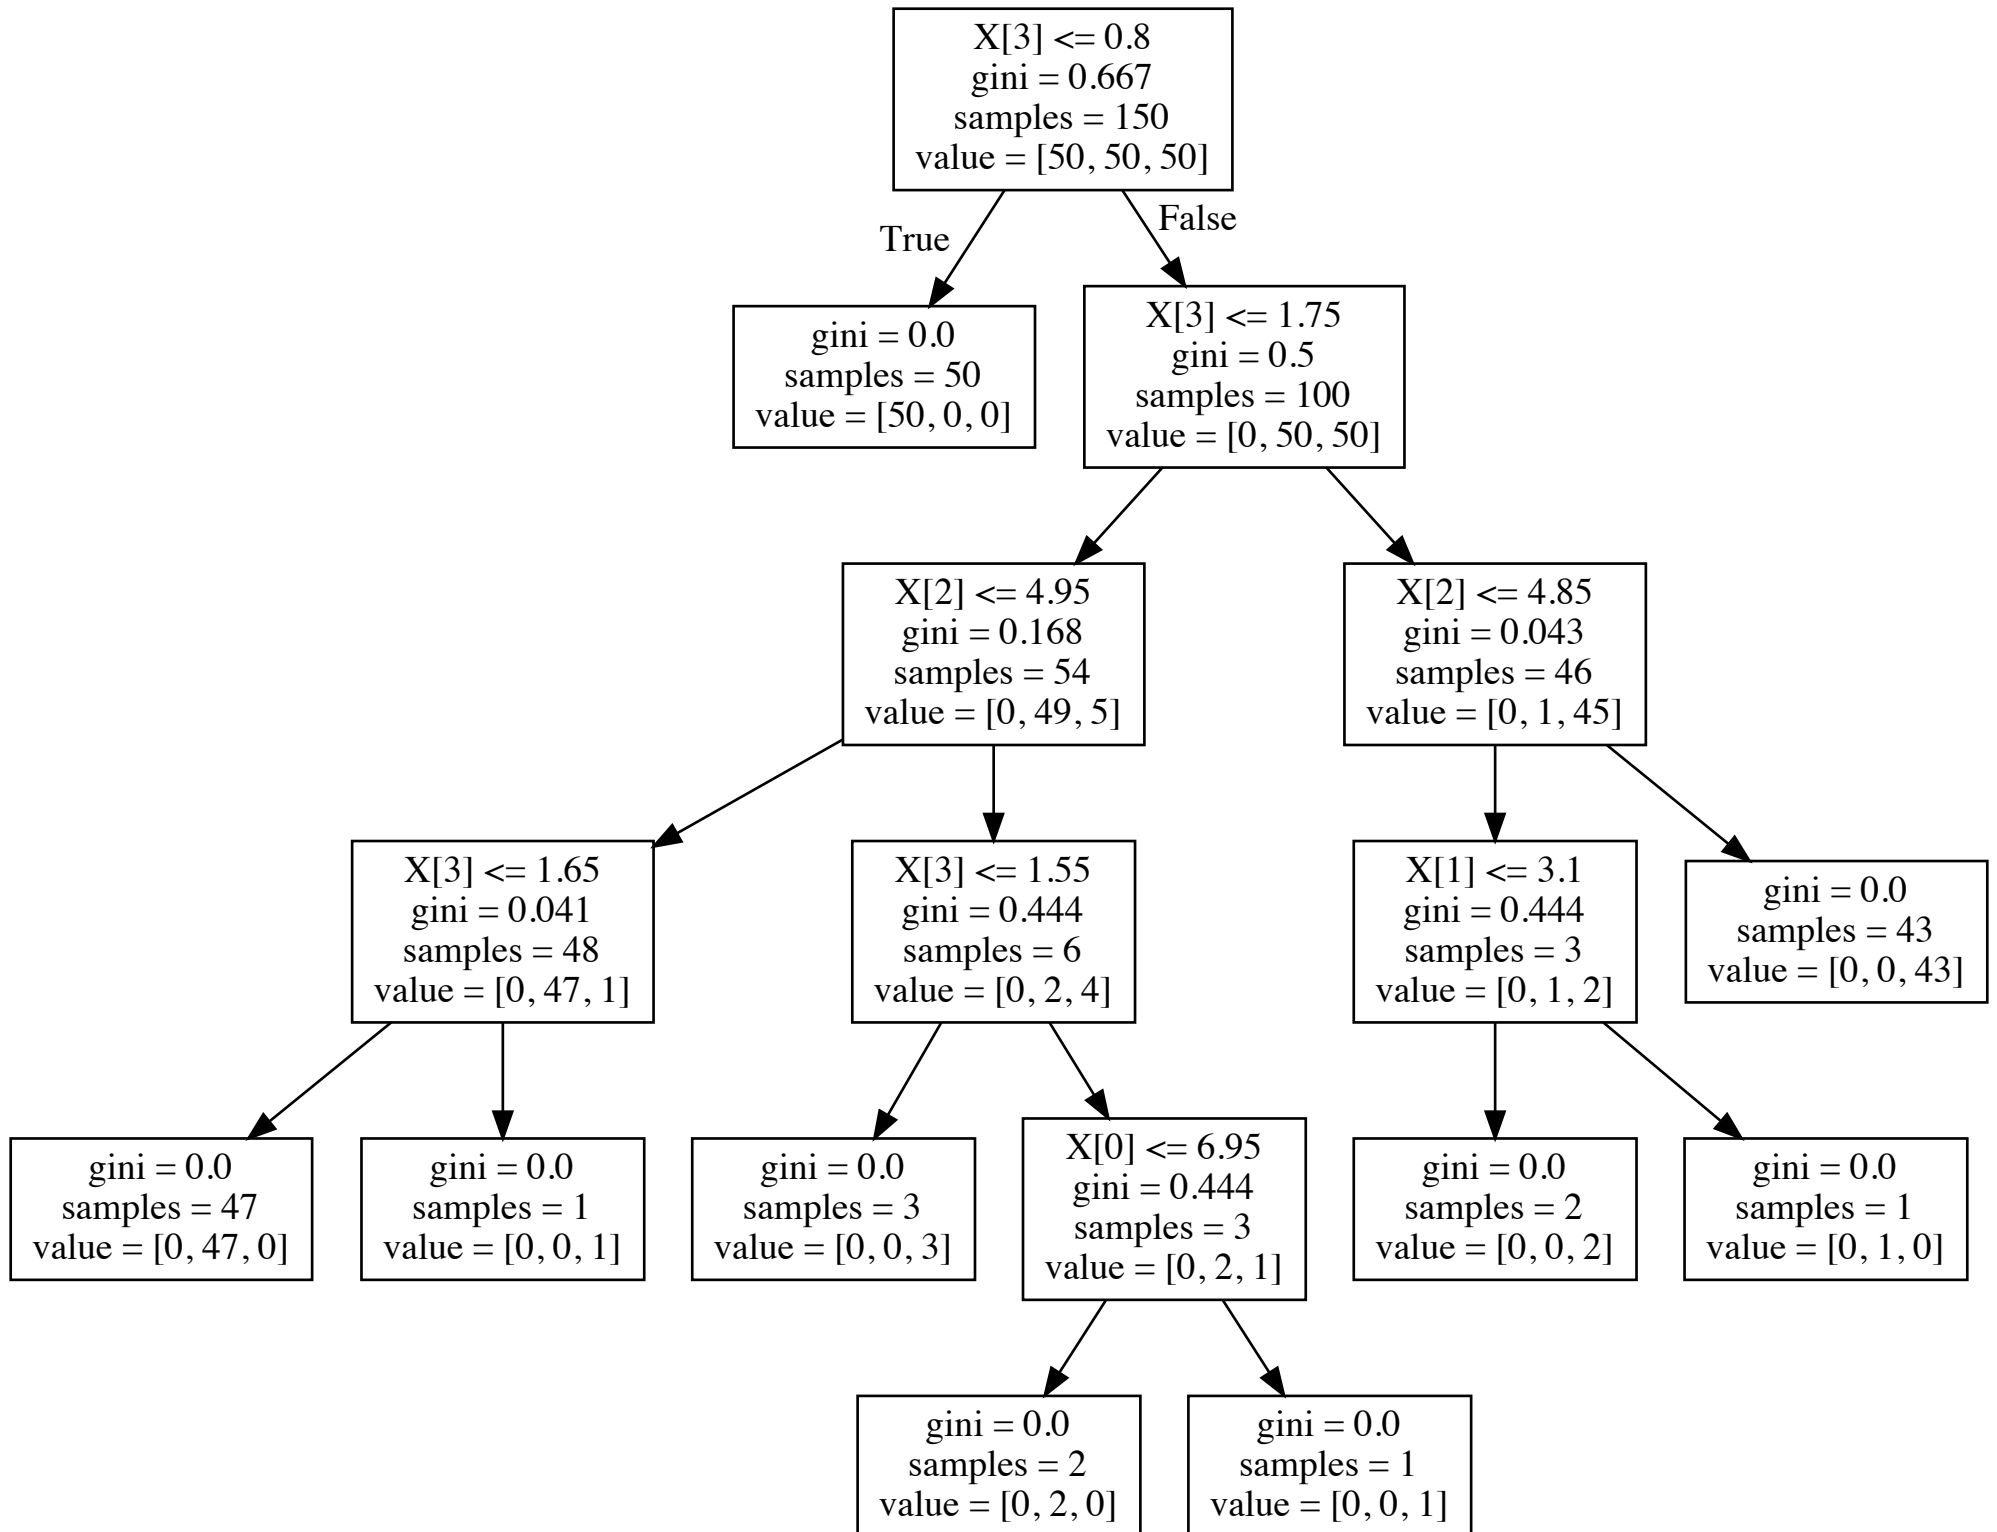 X[3] <= 0.8
gini = 0.667
samples = 150
value = [50, 50, 50]
True
False
gini = 0.0
samples = 50
value = [50, 0, 0]
X[3] <= 1.75
gini = 0.5
samples = 100
value = [0, 50, 50]
X[2] <= 4.95
gini = 0.168
samples = 54
value = [0, 49, 5]
X[2] <= 4.85
gini = 0.043
samples = 46
value = [0, 1, 45]
X[3] <= 1.65
gini = 0.041
samples = 48
value = [0, 47, 1]
X[3] <= 1.55
gini = 0.444
samples = 6
value = [0, 2, 4]
X[1] <= 3.1
gini = 0.444
samples = 3
value = [0, 1, 2]
gini = 0.0
samples = 43
value = [0, 0, 43]
gini = 0.0
samples = 47
value = [0, 47, 0]
gini = 0.0
samples = 1
value = [0, 0, 1]
gini = 0.0
samples = 3
value = [0, 0, 3]
X[0] <= 6.95
gini = 0.444
samples = 3
value = [0, 2, 1]
gini = 0.0
samples = 2
value = [0, 0, 2]
gini = 0.0
samples = 1
value = [0, 1, 0]
gini = 0.0
samples = 2
value = [0, 2, 0]
gini = 0.0
samples = 1
value = [0, 0, 1]